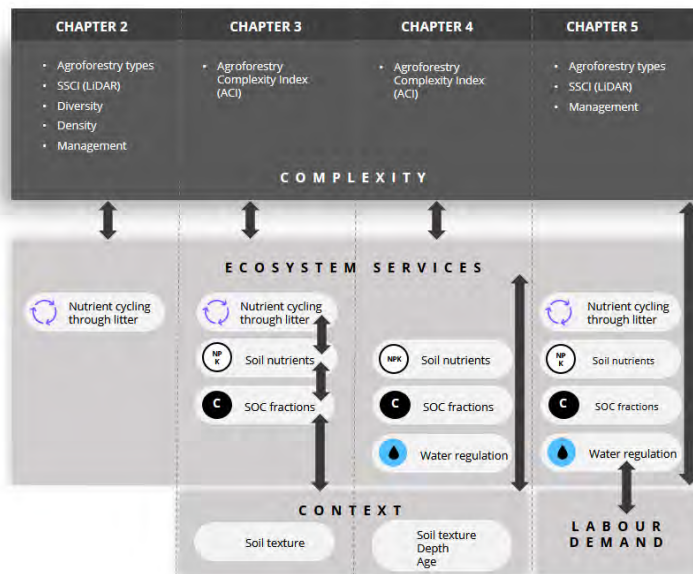 CHAPTER 2
CHAPTER 3
CHAPTER 4
CHAPTER 5
• Agroforestry types
• SSCI (LiDAR)
• Diversity
• Density
• Management
• Agroforestry
Complexity Index
(ACI)
• Agroforestry
Complexity Index
(ACI)
• Agroforestry types
• SSCI (LiDAR)
• Management
COMPLEXITY
ECOSYSTEM SERVICES
Nutrient cycling
through litter
Nutrient cycling
through litter
NP
K
Soil nutrients
C
SOC fractions
NPK
Soil nutrients
C
SOC fractions
Water regulation
Nutrient cycling
through litter
NP
K
Soil nutrients
C
SOC fractions
Water regulation
CONTEXT
Soil texture
Soil texture
Depth
Age
LABOUR
DEMAND